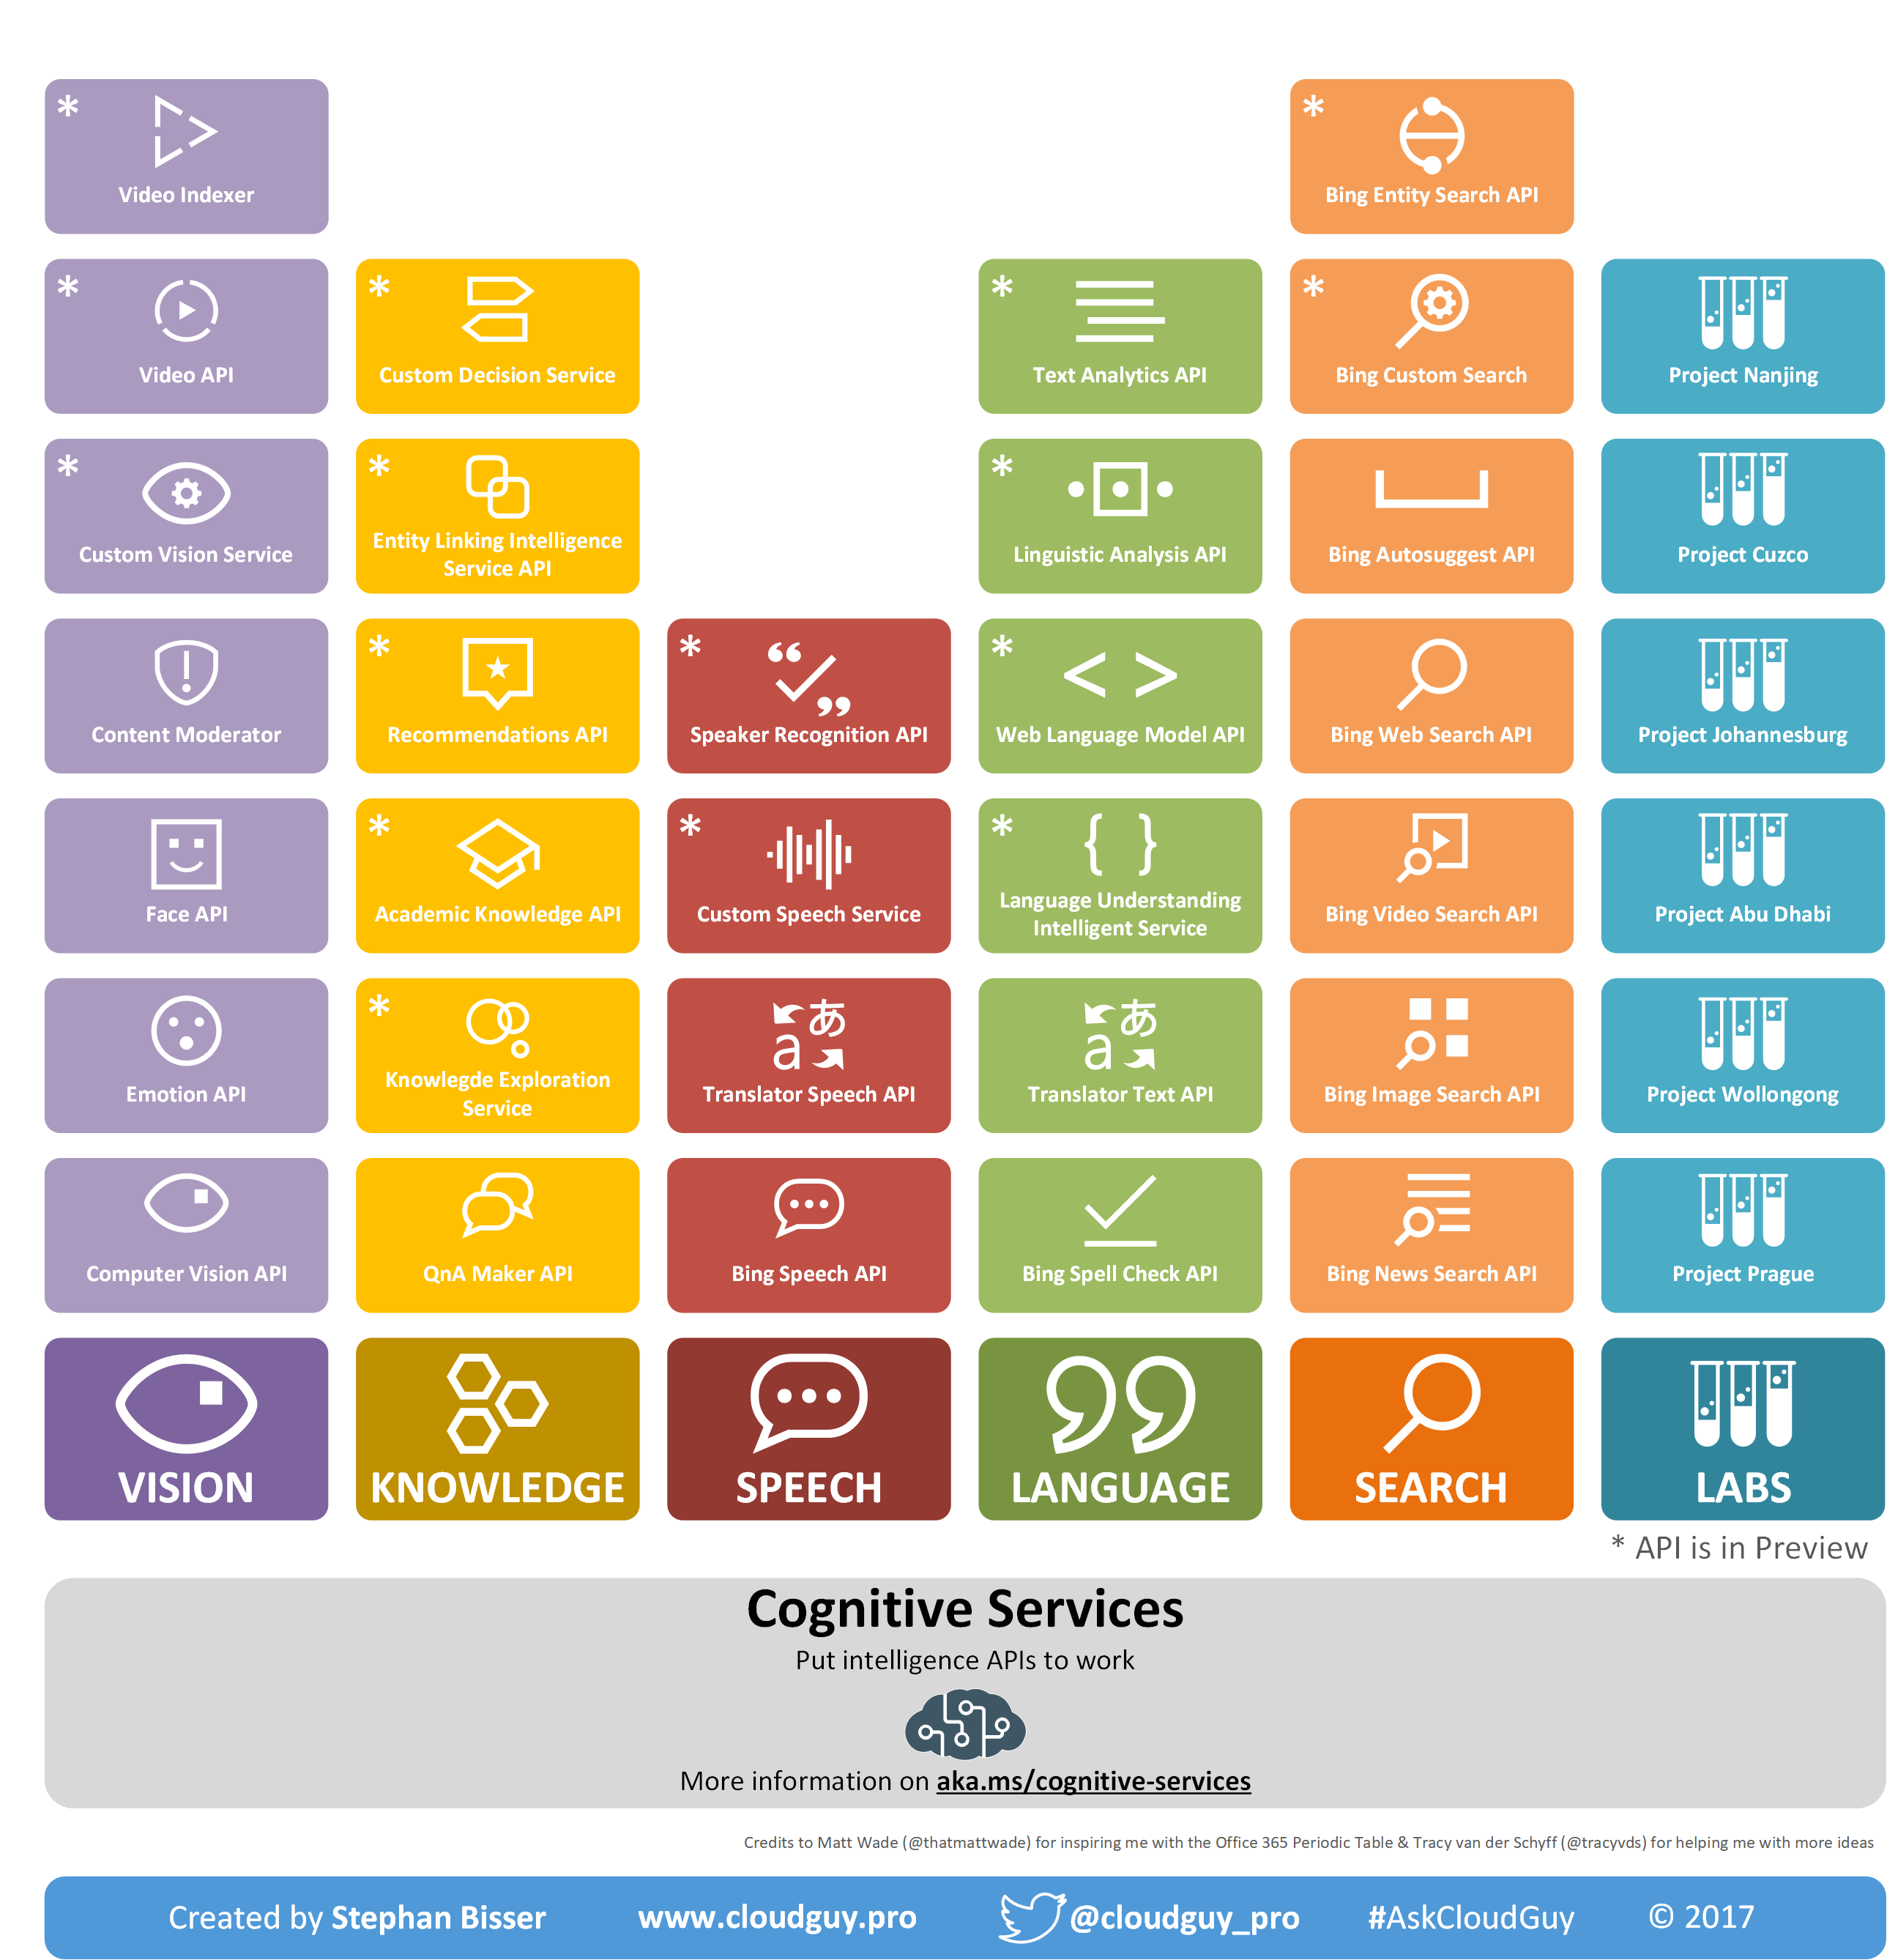 * Video Indexer
* Bing Entity Search API
* Video API
* Custom Decision Service
* Text Analytics API
* Bing Custom Search
Project Nanjing
* Custom Vision Service
* Entity Linking Intelligence
Service API
* Linguistic Analysis API
Bing Autosuggest API
Project Cuzco
Content Moderator
* Recommendations API
* Speaker Recognition API
* < >
Web Language Model API
Bing Web Search API
Project Johannesburg
Face API
* Academic Knowledge API
* Custom Speech Service
* { }
Language Understanding
Intelligent Service
Bing Video Search API
Project Abu Dhabi
Emotion API
* Knowlegde Exploration
Service
あ
a
Translator Speech API
あ
a
Translator Text API
Bing Image Search API
Project Wollongong
Computer Vision API
QnA Maker API
Bing Speech API
Bing Spell Check API
Bing News Search API
Project Prague
VISION
KNOWLEDGE
SPEECH
LANGUAGE
SEARCH
LABS
* API is in Preview
Cognitive Services
Put intelligence APIs to work
More information on aka.ms/cognitive-services
Credits to Matt Wade (@thatmattwade) for inspiring me with the Office 365 Periodic Table & Tracy van der Schyff (@tracyvds) for helping me with more ideas
Created by Stephan Bisser www.cloudguy.pro @cloudguy_pro #AskCloudGuy © 2017